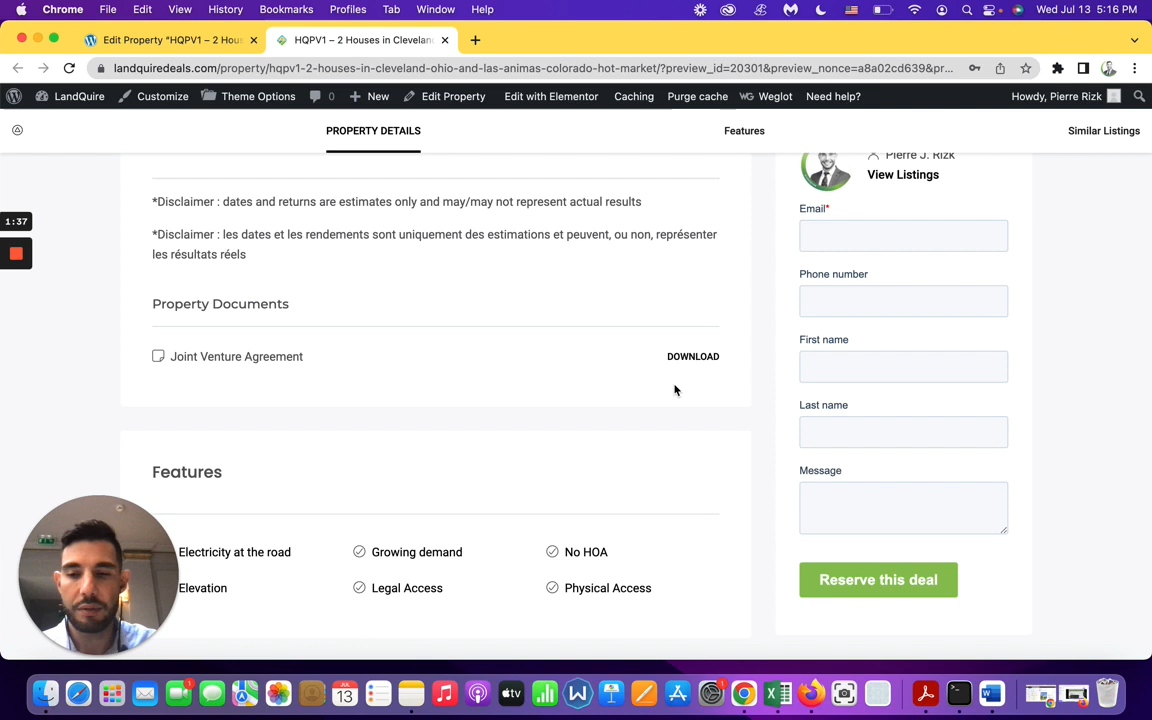 Chrome File Edit View History Bookmarks Profiles Tab Window Help Wed Jul 13 5:16 PM
Edit Property "HQPV1 – 2 Hous
HQPV1 – 2 Houses in Cleveland
landquiredeals.com/property/hqpv1-2-houses-in-cleveland-ohio-and-las-animas-colorado-hot-market/?preview_id=20301&preview_nonce=a8a02cd639&pr...
LandQuire Customize Theme Options 0 New Edit Property Edit with Elementor Caching Purge cache WG Weglot Need help? Howdy, Pierre Rizk
PROPERTY DETAILS Features Similar Listings
Pierre J. Rizk
View Listings
1:37
*Disclaimer : dates and returns are estimates only and may/may not represent actual results
*Disclaimer : les dates et les rendements sont uniquement des estimations et peuvent, ou non, représenter
les résultats réels
Property Documents
Joint Venture Agreement DOWNLOAD
Features
Electricity at the road Growing demand No HOA
Elevation Legal Access Physical Access
Email*
Phone number
First name
Last name
Message
Reserve this deal
1
JUL
13
tv
1